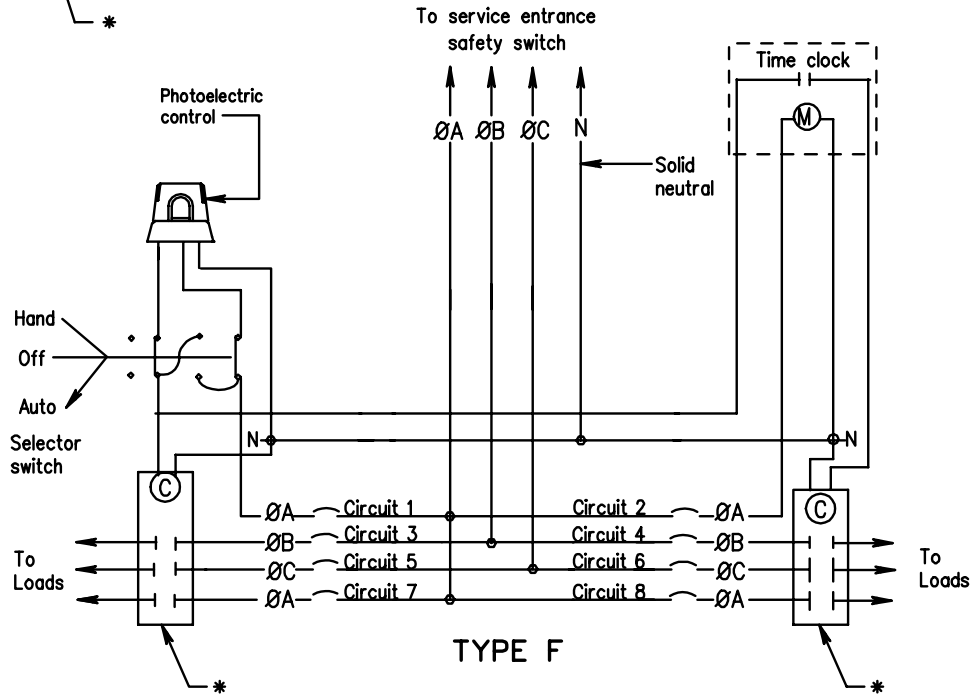 *
To service entrance
safety switch
Time clock
Photoelectric
control
ØA ØB ØC N
M
Solid
neutral
Hand
Off
Auto
Selector
switch
N N
C C
ØA Circuit 1 Circuit 2 ØA
ØB Circuit 3 Circuit 4 ØB
ØC Circuit 5 Circuit 6 ØC
ØA Circuit 7 Circuit 8 ØA
To
Loads
To
Loads
TYPE F
* *